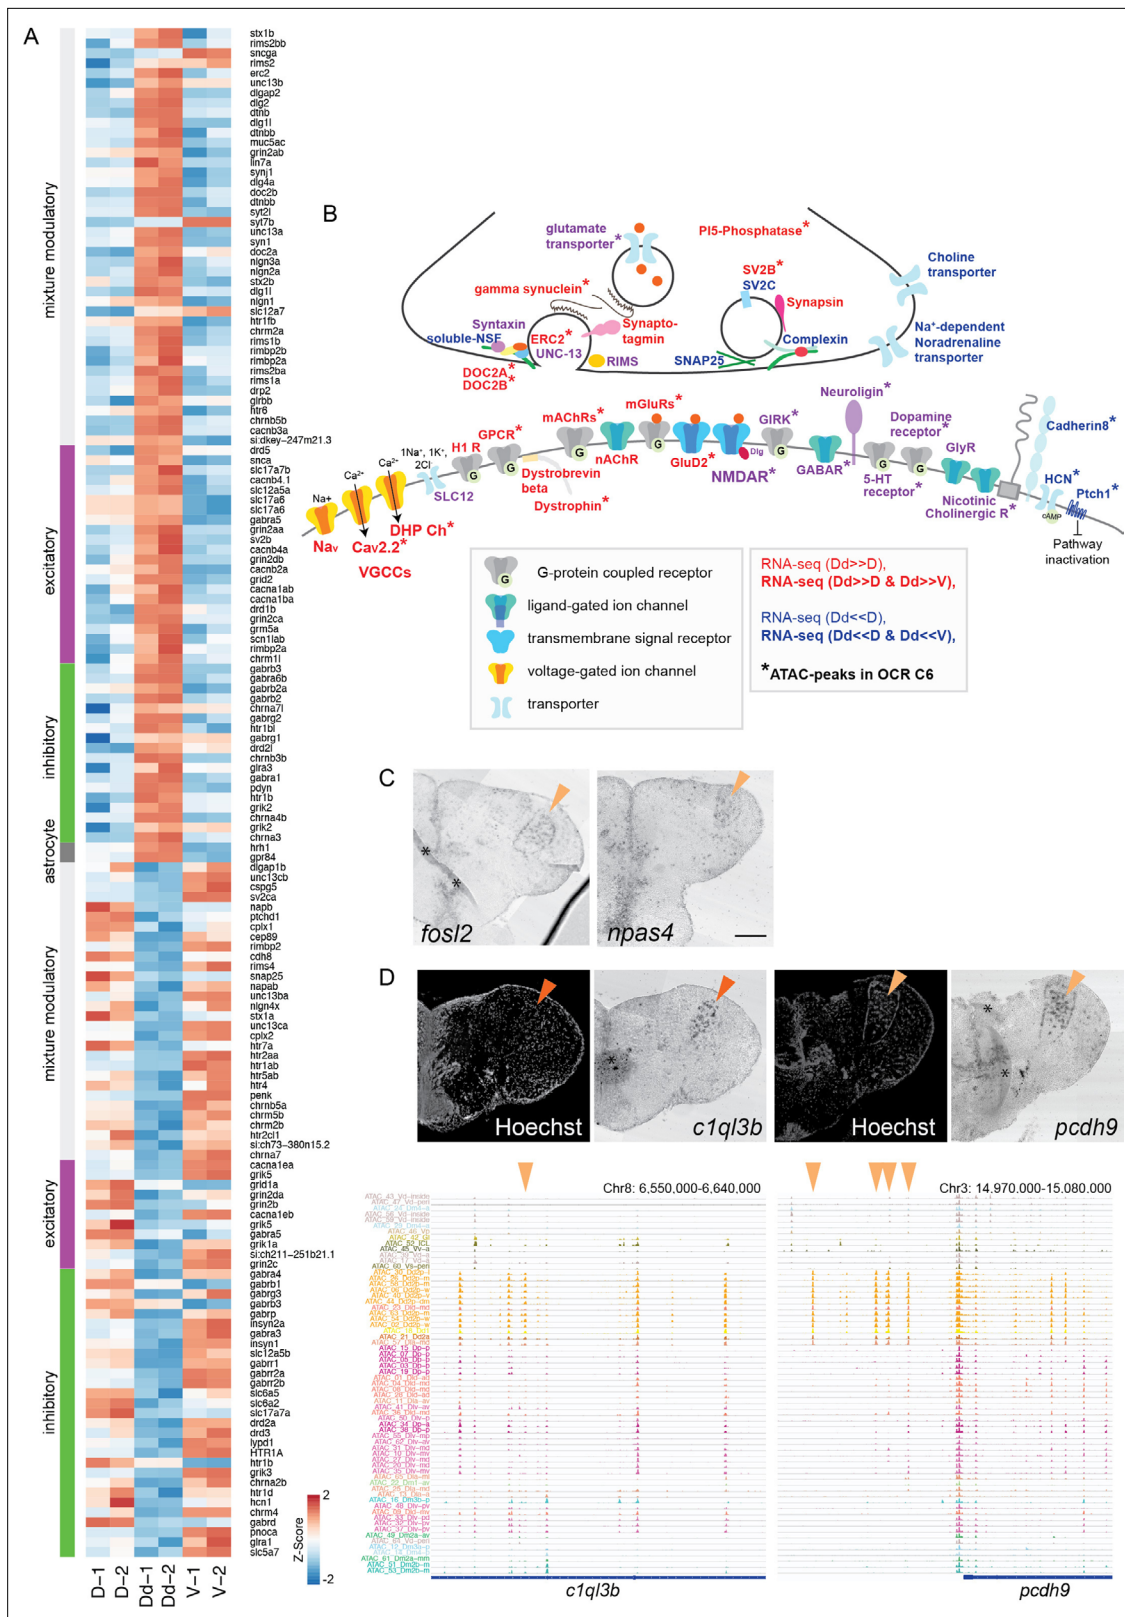 A
stx1b
rims2bb
sncga
rims2
erc2
unc13b
dlgap2
dlg2
dtnb
dlg1l
dtnbb
muc5ac
grin2ab
lin7a
synj1
dlg4a
doc2b
dtnbb
syt2l
syt7b
unc13a
syn1
doc2a
nlgn3a
nlgn2a
stx2b
dlg1l
nlgn1
slc12a7
htr1fb
chrm2a
rims1b
rimbp2b
rimbp2a
rims2ba
rims1a
drp2
glrbb
htr6
chrnb5b
cacnb3a
si:dkey-247m21.3
drd5
snca
slc17a7b
cacnb4.1
slc12a5a
slc17a6
slc17a6
gabra5
grin2aa
sv2b
cacnb4a
grin2db
cacnb2a
grid2
cacna1ab
cacna1ba
drd1b
grin2ca
grm5a
scn1lab
rimbp2a
chrm1l
gabrb3
gabra6b
gabrb2a
gabrb2
chrna7l
gabrg2
htr1bl
gabrg1
drd2l
chrnb3b
glra3
gabra1
pdyn
htr1b
grik2
chrna4b
grik2
chrna3
hrh1
gpr84
dlgap1b
unc13cb
cspg5
sv2ca
napb
ptchd1
cplx1
cep89
rimbp2
cdh8
rims4
snap25
napab
unc13ba
nlgn4x
stx1a
unc13ca
cplx2
htr7a
htr2aa
htr1ab
htr5ab
htr4
penk
chrnb5a
chrm5b
chrm2b
htr2cl1
si:ch73-380n15.2
chrna7
cacna1ea
grik5
grid1a
grin2da
grin2b
cacna1eb
grik5
gabra5
grik1a
si:ch211-251b21.1
grin2c
gabra4
gabrb1
gabrg3
gabrb3
gabrp
insyn2a
gabra3
insyn1
slc12a5b
gabrr1
gabrr2a
gabrr2b
slc6a5
slc6a2
slc17a7a
drd2a
drd3
lypd1
HTR1A
htr1b
grik3
chrna2b
htr1d
hcn1
chrm4
gabrd
pnoca
glra1
slc5a7
mixture modulatory
excitatory
inhibitory
astrocyte
mixture modulatory
excitatory
inhibitory
D-1
D-2
Dd-1
Dd-2
V-1
V-2
2
Z-Score
-2
B
glutamate
transporter*
PI5-Phosphatase*
gamma synuclein*
SV2B*
SV2C
Synapsin
Choline
transporter
Syntaxin
soluble-NSF
ERC2*
UNC-13
Synapto-
tagmin
RIMS
DOC2A*
DOC2B*
SNAP25
Complexin
Na+-dependent
Noradrenaline
transporter
Na+
Nav
Ca2+
Cav2.2*
VGCCs
Ca2+
DHP Ch*
1Na+, 1K+,
2Cl
SLC12
H1 R
GPCR*
Dystrobrevin
beta
Dystrophin*
mAChRs*
nAChR
mGluRs*
GluD2*
NMDAR*
Dlg
GIRK*
GABAR*
Neuroligin*
5-HT
receptor*
Dopamine
receptor*
GlyR
Nicotinic
Cholinergic R*
Cadherin8*
HCN*
cAMP
Ptch1*
Pathway
inactivation
G
G-protein coupled receptor
ligand-gated ion channel
transmembrane signal receptor
voltage-gated ion channel
transporter
RNA-seq (Dd>>D),
RNA-seq (Dd>>D & Dd>>V),
RNA-seq (Dd<<D),
RNA-seq (Dd<<D & Dd<<V),
*ATAC-peaks in OCR C6
C
fosl2
npas4
D
Hoechst
c1ql3b
Hoechst
pcdh9
Chr8: 6,550,000-6,640,000
Chr3: 14.970.000-15.080.000
c1ql3b
pcdh9